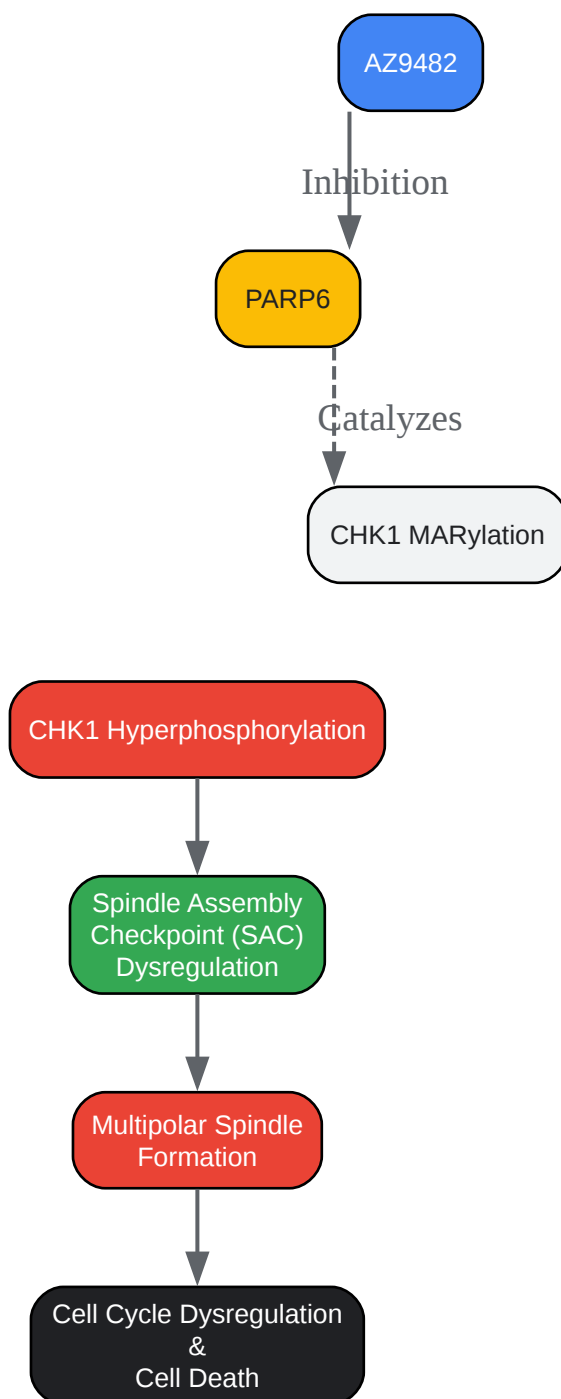 AZ9482
Inhibition
PARP6
Catalyzes
CHK1 MARylation
CHK1 Hyperphosphorylation
Spindle Assembly
Checkpoint (SAC)
Dysregulation
Multipolar Spindle
Formation
Cell Cycle Dysregulation
&
Cell Death